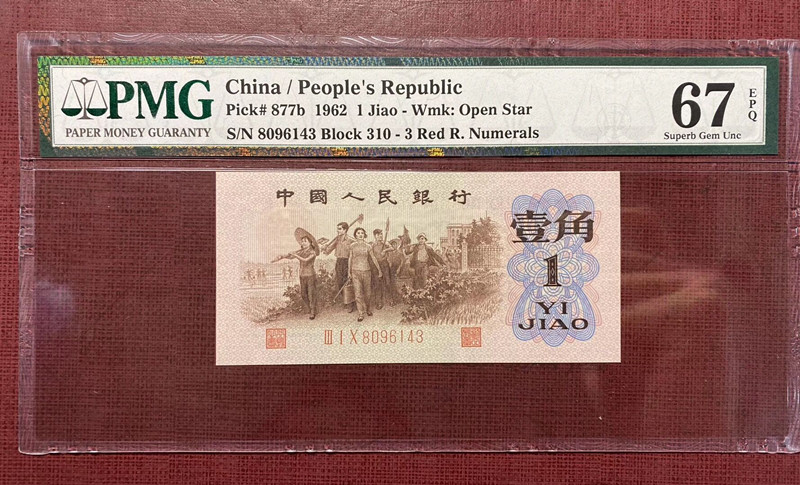 PMG
PAPER MONEY GUARANTY
China / People's Republic
Pick# 877b 1962 1 Jiao - Wmk: Open Star
S/N 8096143 Block 310 - 3 Red R. Numerals
67 EPQ
Superb Gem Unc
中國人民銀行
壹角
1
YI
JIAO
III I X 8096143